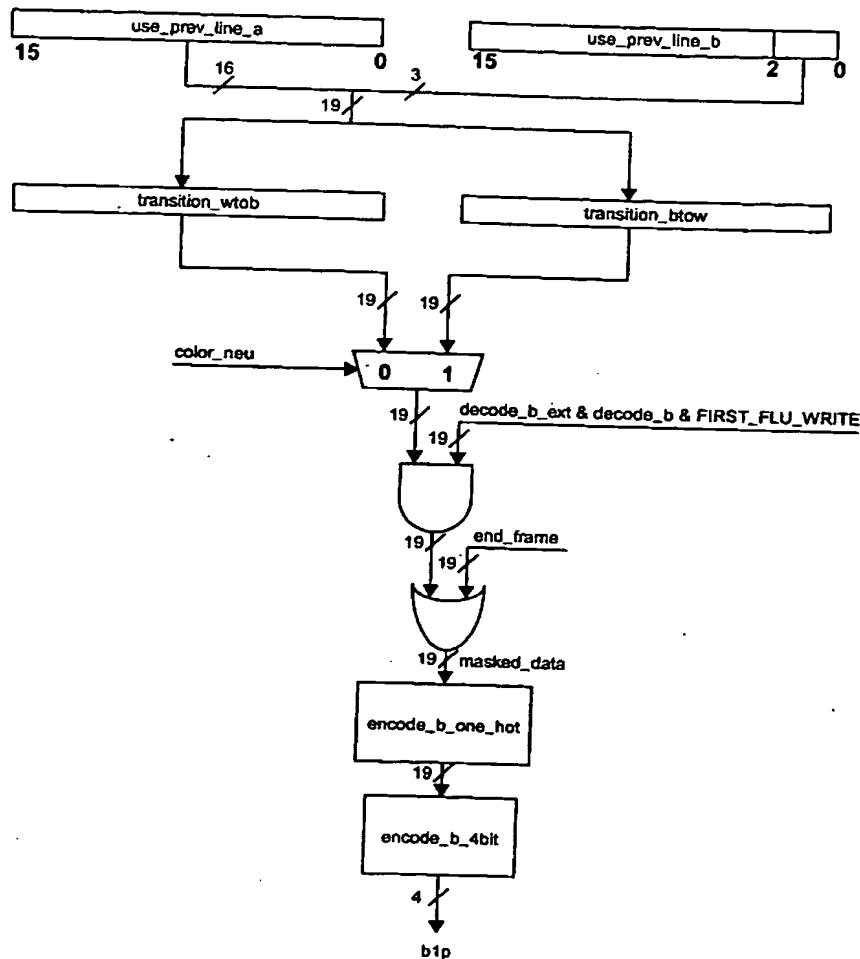 use_prev_line_a
use_prev_line_b
15
0
15
2
0
16
3
19
transition_wtob
transition_btow
19
19
color_neu
0
1
19
decode_b_ext & decode_b & FIRST_FLU_WRITE
19
19
end_frame
19
19
masked_data
encode_b_one_hot
19
encode_b_4bit
4
b1p